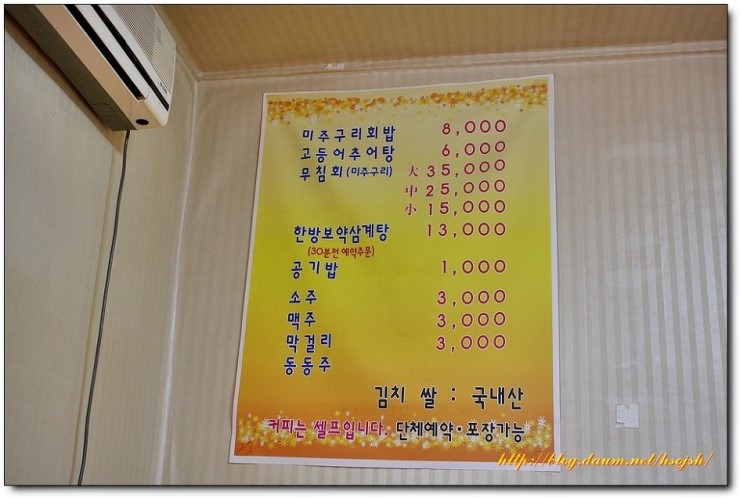 미주구리회밥 8,000
고등어추어탕 6,000
무침회(미주구리) 大 35,000
中 25,000
小 15,000
한방보약삼계탕 13,000
(30분전 예약주문)
공기밥 1,000
소주 3,000
맥주 3,000
막걸리 3,000
동동주
김치 쌀 : 국내산
커피는 셀프입니다. 단체예약·포장가능
http://blog.daum.net/hsojsh/